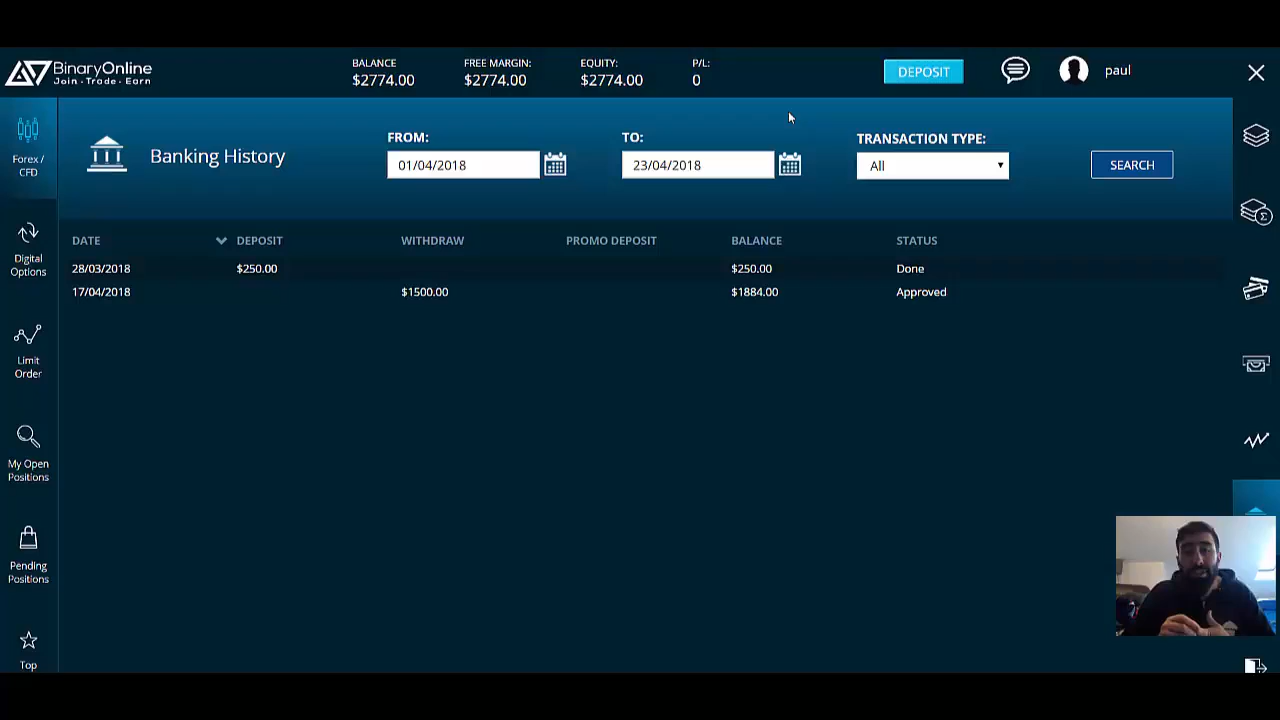 BinaryOnline
Join - Trade - Earn
BALANCE
$2774.00
FREE MARGIN:
$2774.00
EQUITY:
$2774.00
P/L:
0
DEPOSIT
paul
Forex /
CFD
Digital
Options
Limit
Order
My Open
Positions
Pending
Positions
Top
Banking History
FROM:
01/04/2018
TO:
23/04/2018
TRANSACTION TYPE:
All
SEARCH
DATE DEPOSIT WITHDRAW PROMO DEPOSIT BALANCE STATUS
28/03/2018 $250.00 $250.00 Done
17/04/2018 $1500.00 $1884.00 Approved